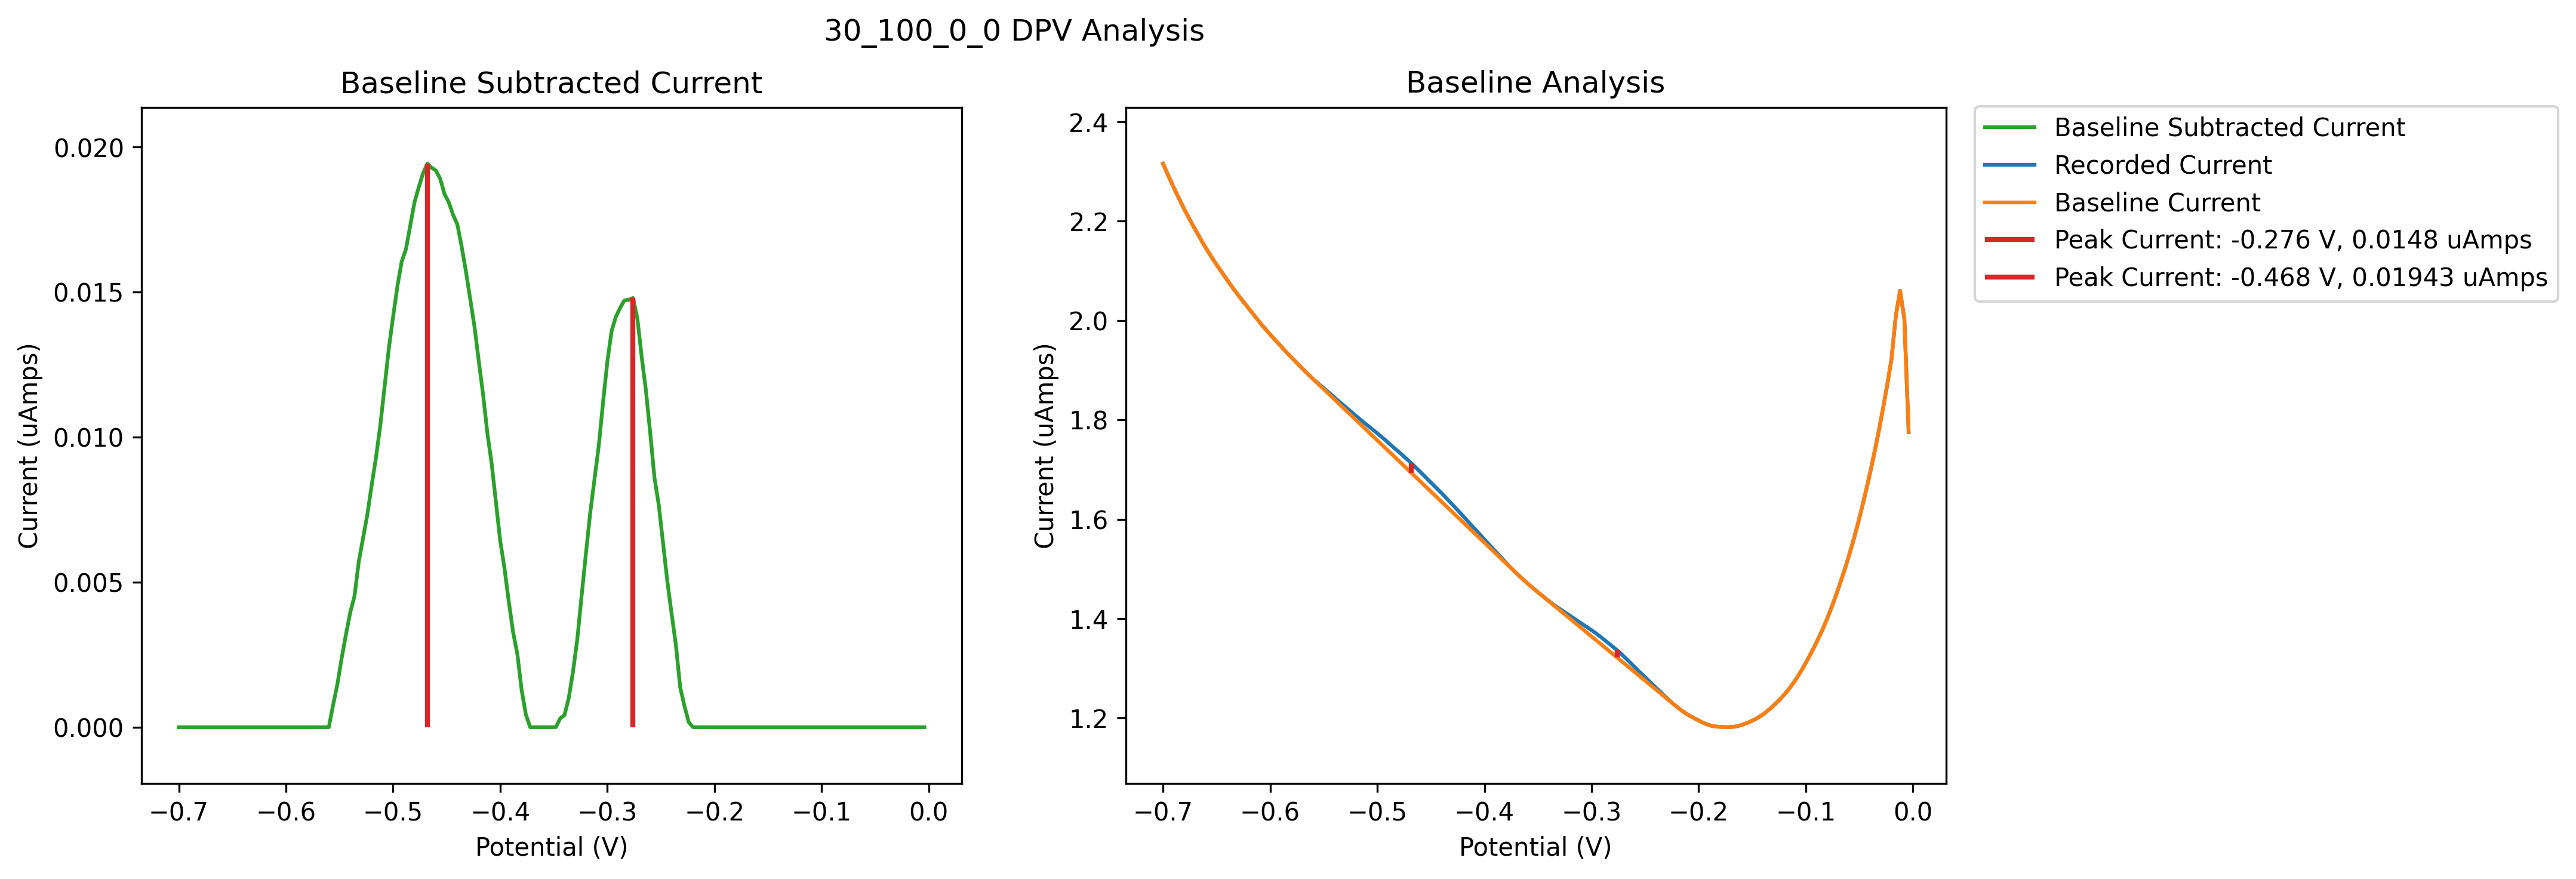 30_100_0_0 DPV Analysis
Baseline Subtracted Current
0.020
0.015
0.010
0.005
0.000
Current (uAmps)
−0.7 −0.6 −0.5 −0.4 −0.3 −0.2 −0.1 0.0
Potential (V)
Baseline Analysis
2.4
2.2
2.0
1.8
1.6
1.4
1.2
Current (uAmps)
−0.7 −0.6 −0.5 −0.4 −0.3 −0.2 −0.1 0.0
Potential (V)
Baseline Subtracted Current
Recorded Current
Baseline Current
Peak Current: -0.276 V, 0.0148 uAmps
Peak Current: -0.468 V, 0.01943 uAmps